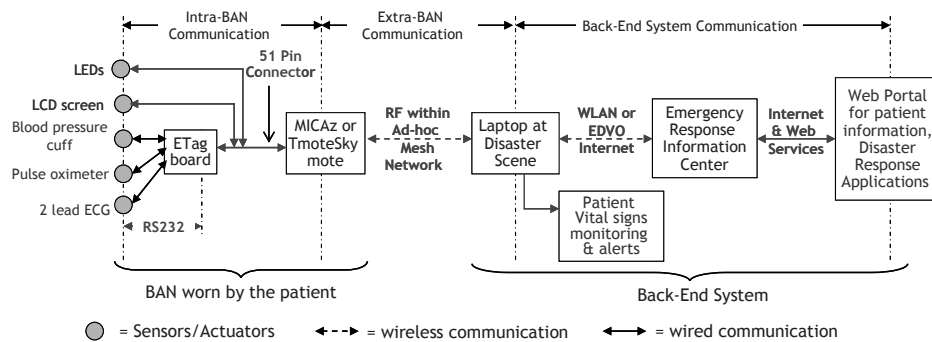 Intra-BAN
Communication
Extra-BAN
Communication
Back-End System Communication
51 Pin
Connector
LEDs
LCD screen
Blood pressure
cuff
Pulse oximeter
2 lead ECG
ETag
board
RS232
MICAz or
TmoteSky
mote
RF within
Ad-hoc
Mesh
Network
Laptop at
Disaster
Scene
WLAN or
EDVO
Internet
Emergency
Response
Information
Center
Internet
& Web
Services
Web Portal
for patient
information,
Disaster
Response
Applications
Patient
Vital signs
monitoring
& alerts
BAN worn by the patient
Back-End System
= Sensors/Actuators
= wireless communication
= wired communication